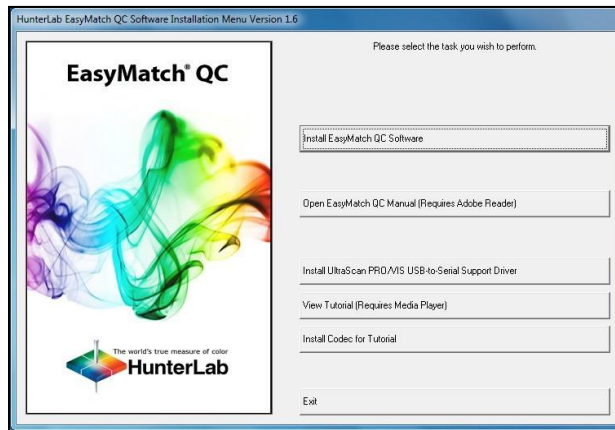 HunterLab EasyMatch QC Software Installation Menu Version 1.6
EasyMatch® QC
The world's true measure of color
HunterLab
Please select the task you wish to perform.
Install EasyMatch QC Software
Open EasyMatch QC Manual (Requires Adobe Reader)
Install UltraScan PRO/VIS USB-to-Serial Support Driver
View Tutorial (Requires Media Player)
Install Codec for Tutorial
Exit